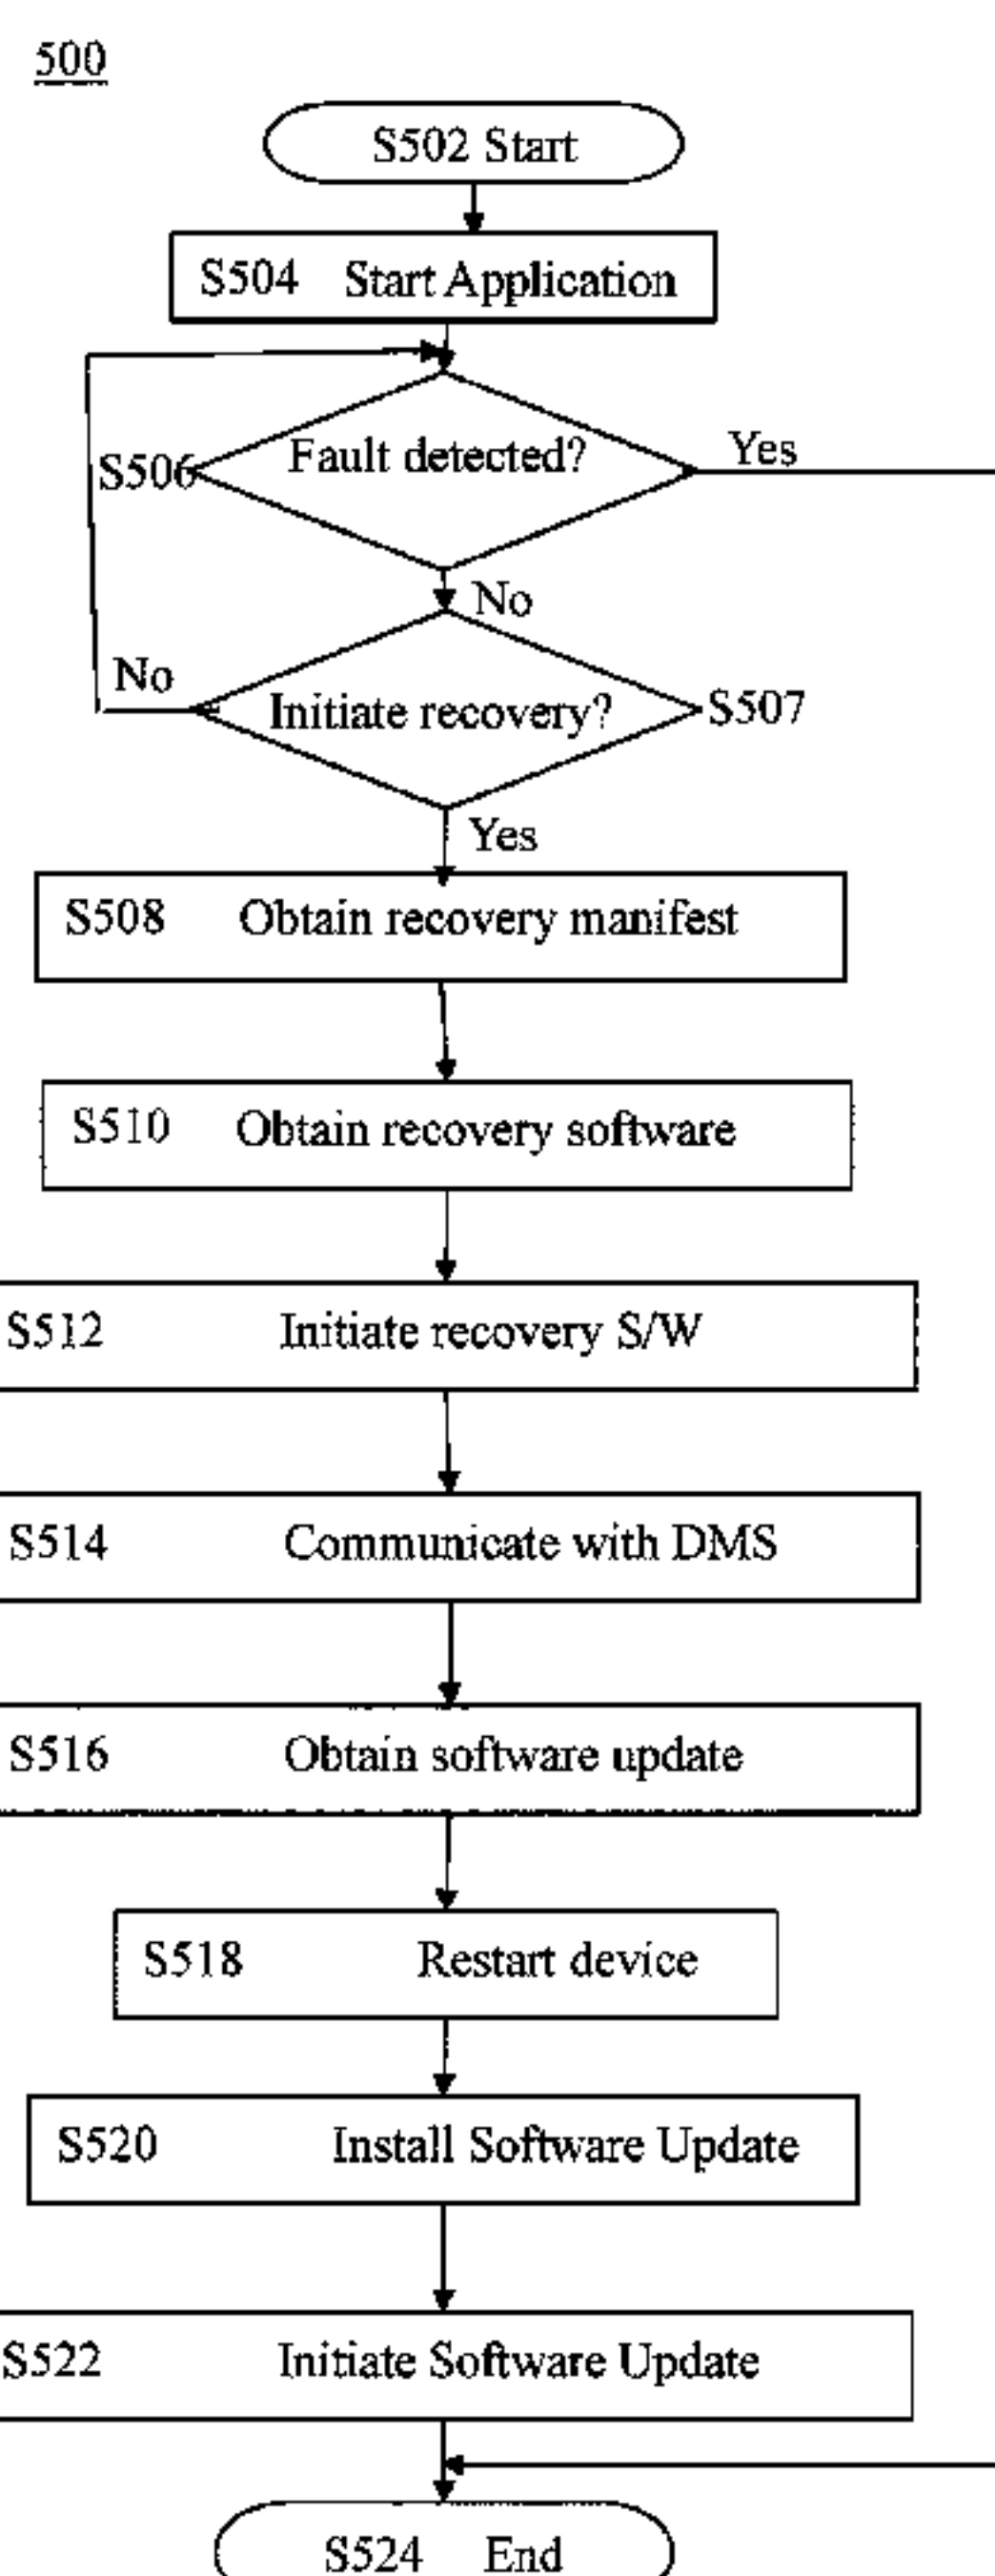 500
S502 Start
S504 Start Application
Fault detected?
Yes
S506
No
No
Initiate recovery?
S507
Yes
S508 Obtain recovery manifest
S510 Obtain recovery software
S512 Initiate recovery S/W
S514 Communicate with DMS
S516 Obtain software update
S518 Restart device
S520 Install Software Update
S522 Initiate Software Update
S524 End